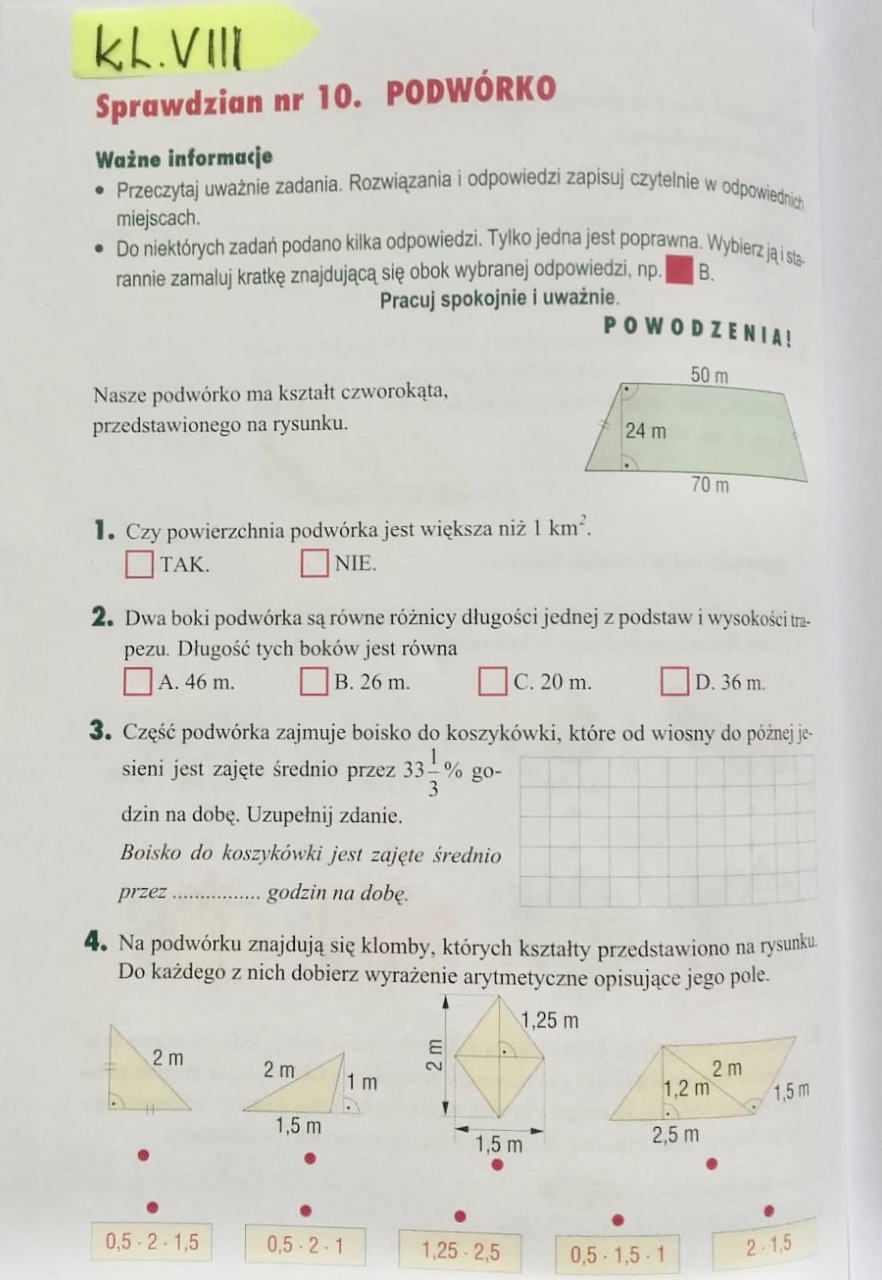 kL.VIII
Sprawdzian nr 10. PODWÓRKO
Ważne informacje
• Przeczytaj uważnie zadania. Rozwiązania i odpowiedzi zapisuj czytelnie w odpowiednich
miejscach.
• Do niektórych zadań podano kilka odpowiedzi. Tylko jedna jest poprawna. Wybierz ją i sta-
rannie zamaluj kratkę znajdującą się obok wybranej odpowiedzi, np. B.
Pracuj spokojnie i uważnie.
POWODZENIA!
Nasze podwórko ma kształt czworokąta,
przedstawionego na rysunku.
50 m
24 m
70 m
1. Czy powierzchnia podwórka jest większa niż 1 km².
TAK. NIE.
2. Dwa boki podwórka są równe różnicy długości jednej z podstaw i wysokości tra-
pezu. Długość tych boków jest równa
A. 46 m. B. 26 m. C. 20 m. D. 36 m.
3. Część podwórka zajmuje boisko do koszykówki, które od wiosny do późnej je-
sieni jest zajęte średnio przez 33 1/3 % go-
dzin na dobę. Uzupełnij zdanie.
Boisko do koszykówki jest zajęte średnio
przez ................ godzin na dobę.
4. Na podwórku znajdują się klomby, których kształty przedstawiono na rysunku.
Do każdego z nich dobierz wyrażenie arytmetyczne opisujące jego pole.
2 m
2 m
1 m
1,5 m
2 m
1,25 m
1,5 m
2 m
1,2 m
1,5 m
2,5 m
0,5 · 2 · 1,5
0,5 · 2 · 1
1,25 · 2,5
0,5 · 1,5 · 1
2 · 1,5